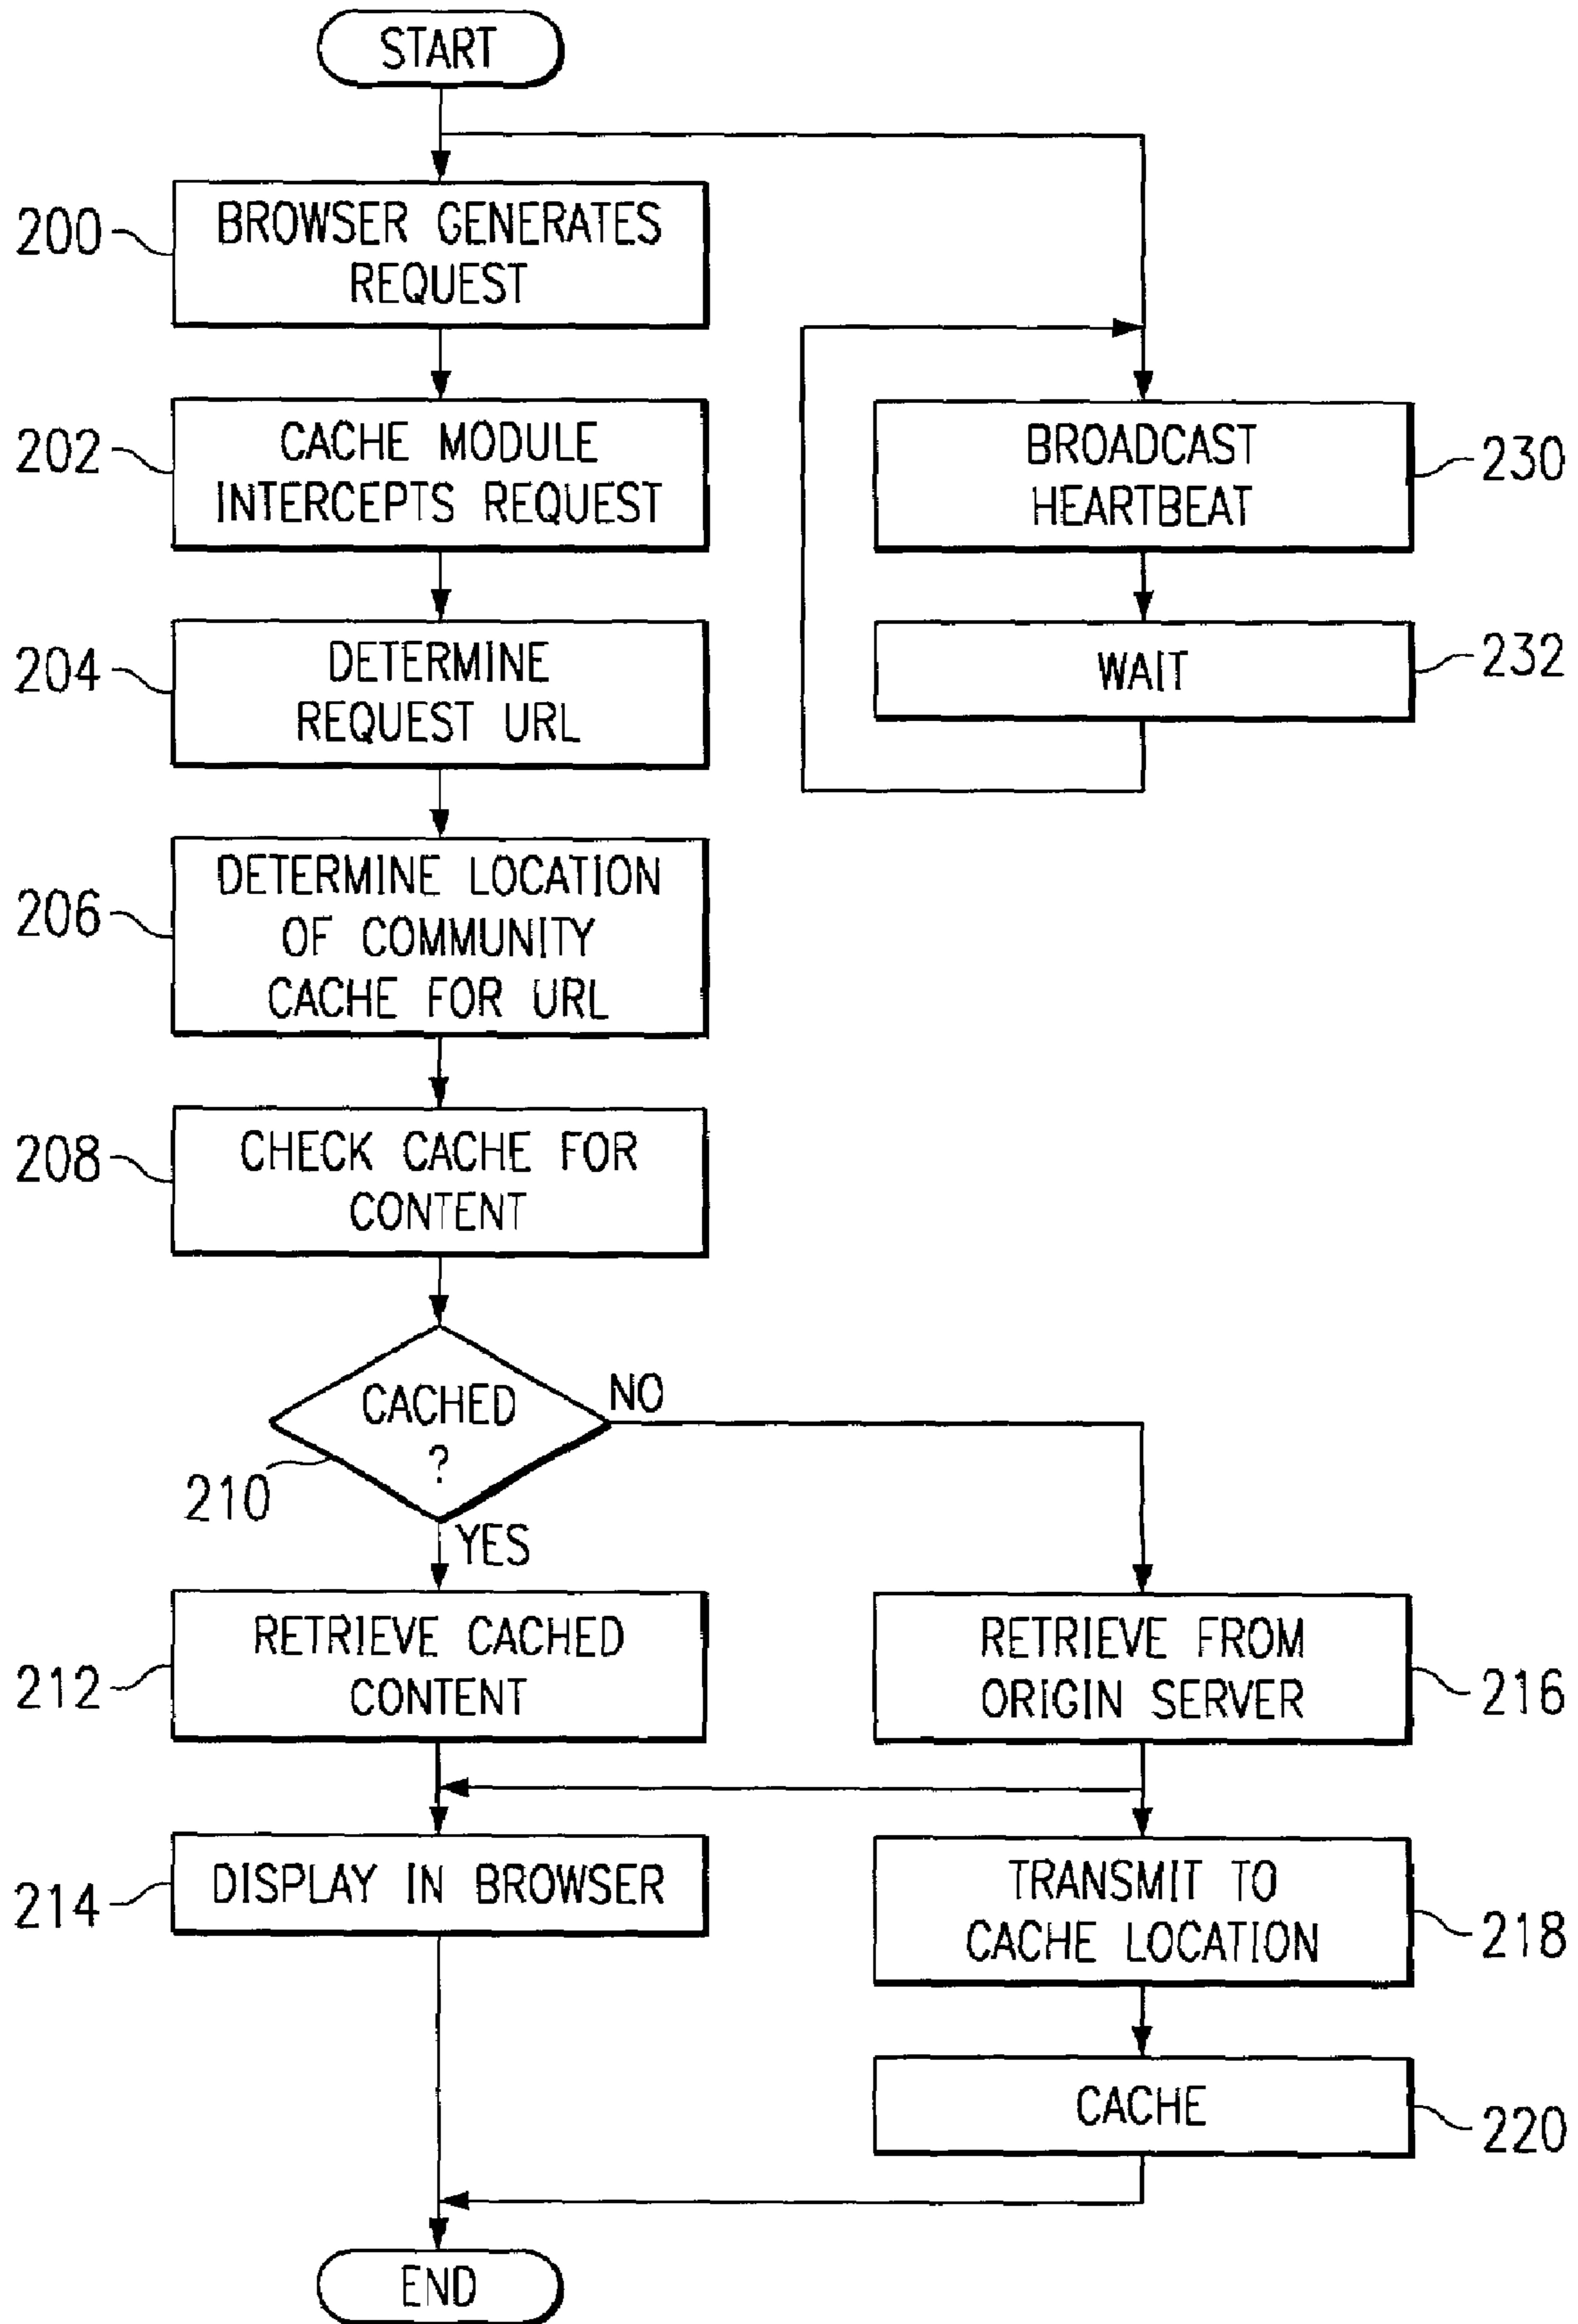 START
200
BROWSER GENERATES
REQUEST
202
CACHE MODULE
INTERCEPTS REQUEST
BROADCAST
HEARTBEAT
230
204
DETERMINE
REQUEST URL
WAIT
232
206
DETERMINE LOCATION
OF COMMUNITY
CACHE FOR URL
208
CHECK CACHE FOR
CONTENT
CACHED
?
NO
210
YES
212
RETRIEVE CACHED
CONTENT
RETRIEVE FROM
ORIGIN SERVER
216
214
DISPLAY IN BROWSER
TRANSMIT TO
CACHE LOCATION
218
CACHE
220
END